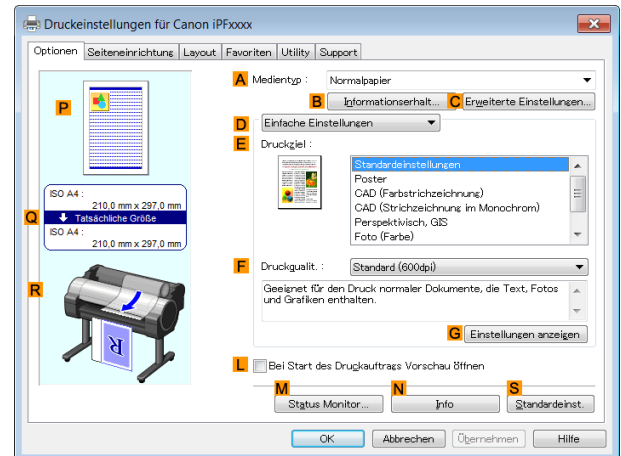 Druckeinstellungen für Canon iPFxxxx
Optionen Seiteneinrichtung Layout Favoriten Utility Support
A Medientyp : Normalpapier
B Informationserhalt... C Erweiterte Einstellungen...
P
D Einfache Einstellungen
E Druckziel :
Standardeinstellungen
Poster
CAD (Farbstrichzeichnung)
CAD (Strichzeichnung im Monochrom)
Perspektivisch, GIS
Foto (Farbe)
ISO A4 :
210,0 mm x 297,0 mm
Q Tatsächliche Größe
ISO A4 :
210,0 mm x 297,0 mm
F Druckqualit. : Standard (600dpi)
Geeignet für den Druck normaler Dokumente, die Text, Fotos
und Grafiken enthalten.
R
R
G Einstellungen anzeigen
L Bei Start des Druckauftrags Vorschau öffnen
M N S
Status Monitor... Info Standardeinst.
OK Abbrechen Übernehmen Hilfe